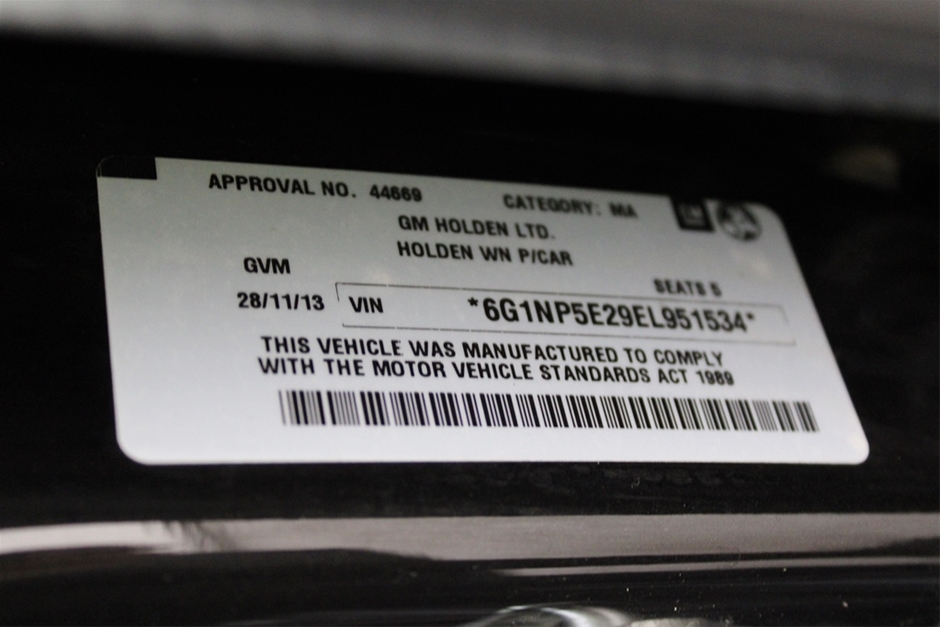 APPROVAL NO. 44669 CATEGORY: MA
GM HOLDEN LTD.
HOLDEN WN P/CAR
GVM SEATS 5
28/11/13 VIN *6G1NP5E29EL951534*
THIS VEHICLE WAS MANUFACTURED TO COMPLY
WITH THE MOTOR VEHICLE STANDARDS ACT 1989